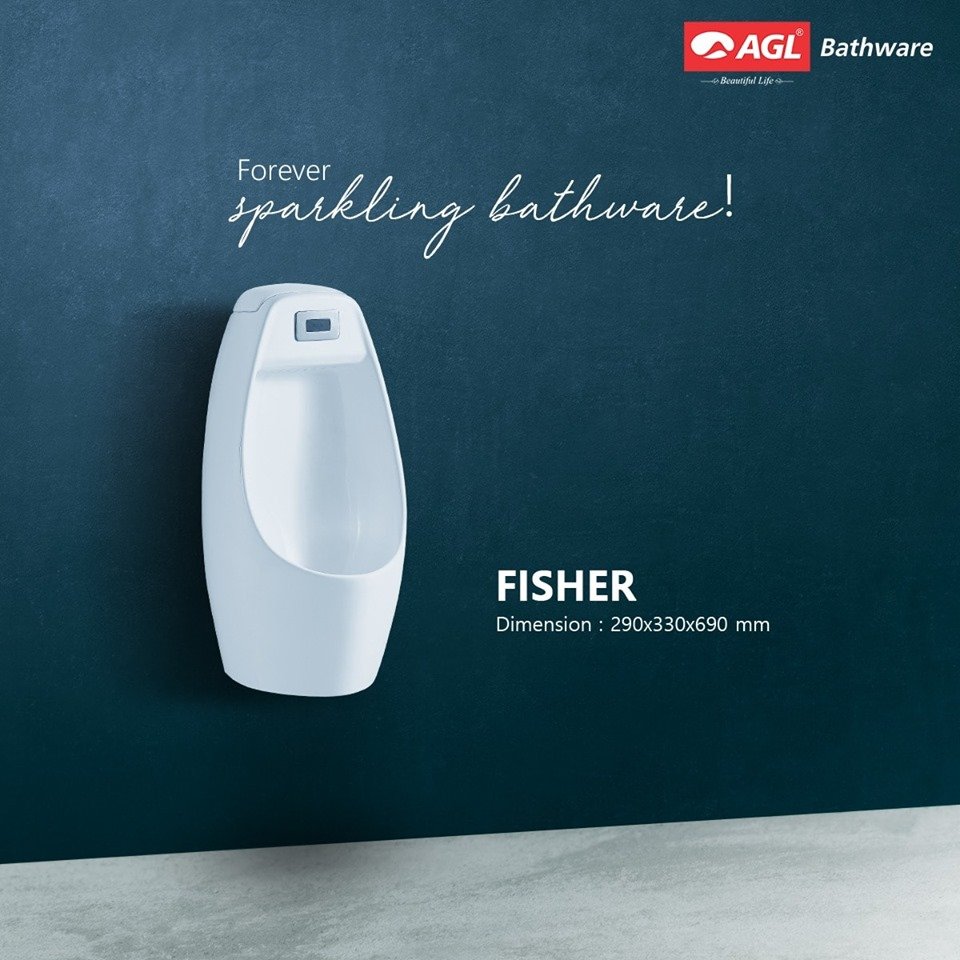 AGL® Bathware
Beautiful Life
Forever
sparkling bathware!
FISHER
Dimension : 290x330x690 mm